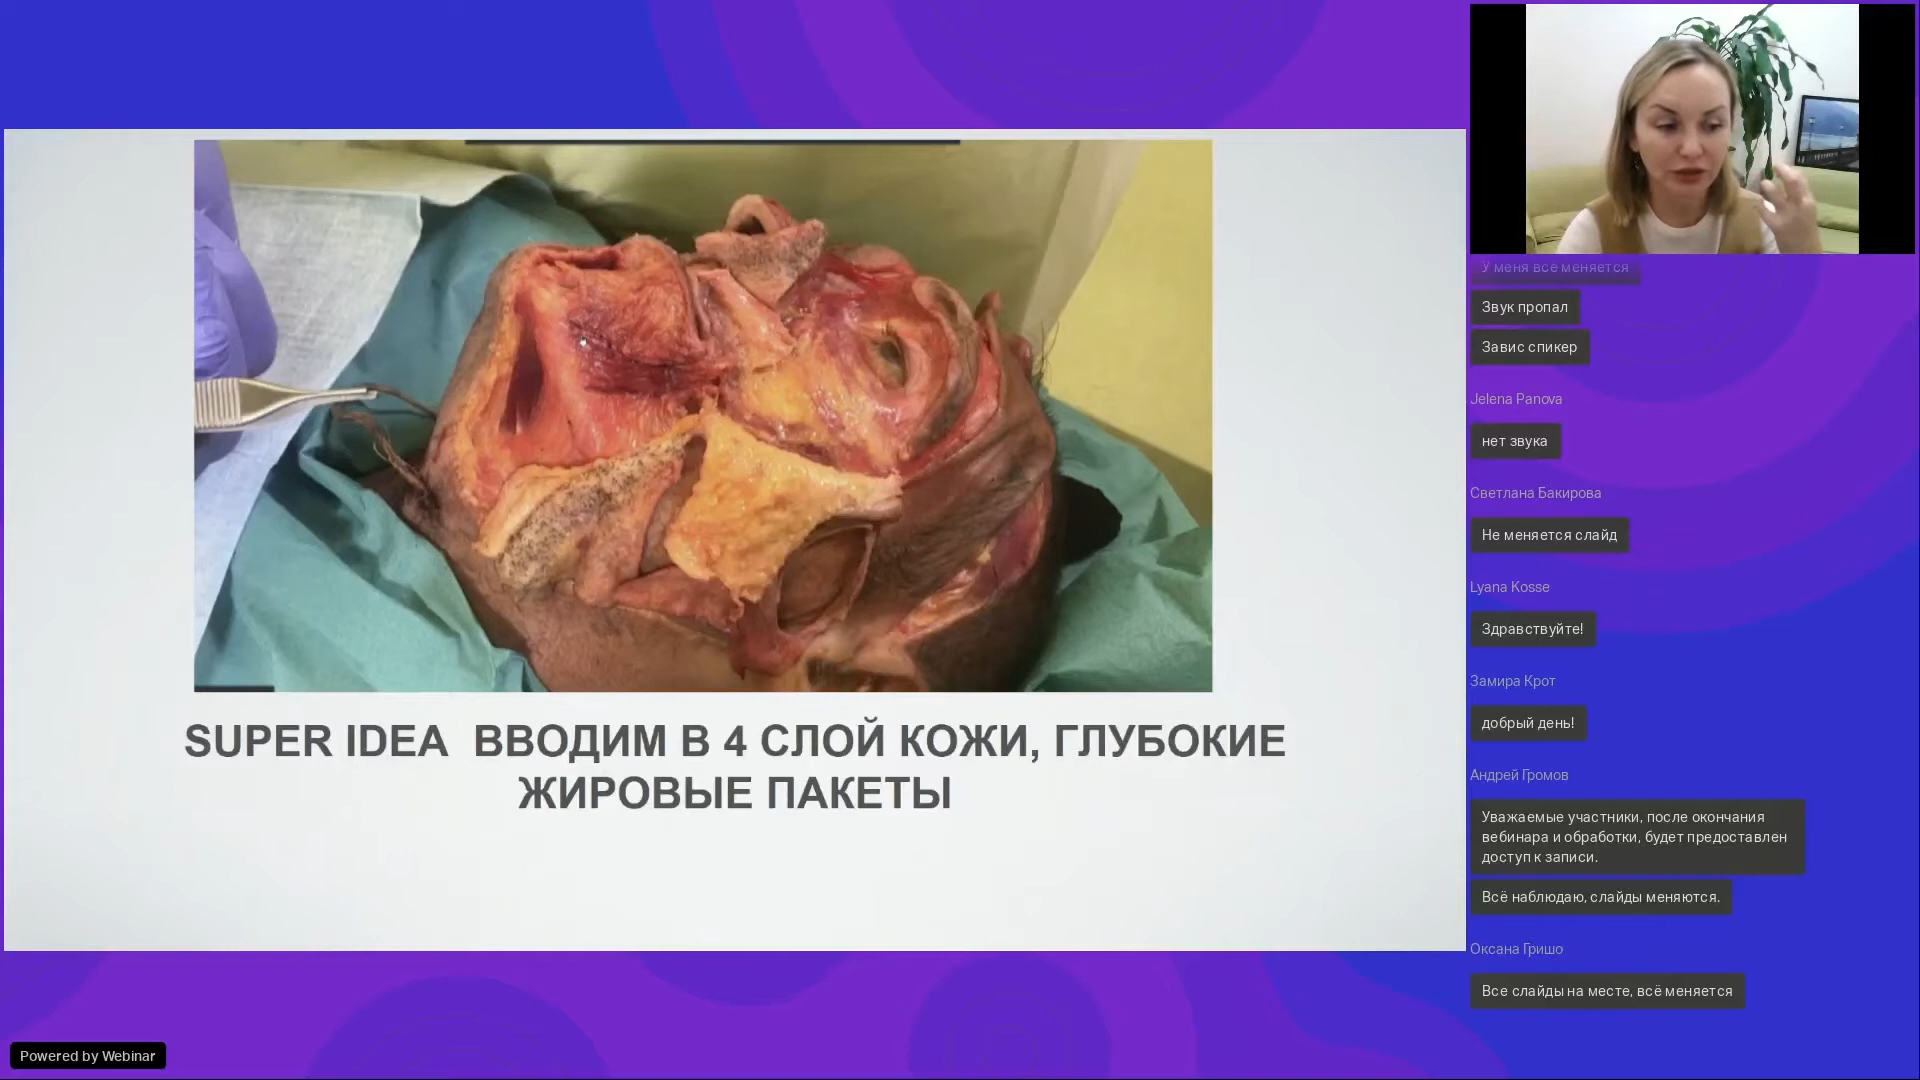 SUPER IDEA ВВОДИМ В 4 СЛОЙ КОЖИ, ГЛУБОКИЕ
ЖИРОВЫЕ ПАКЕТЫ
У меня все меняется
Звук пропал
Завис спикер
Jelena Panova
нет звука
Светлана Бакирова
Не меняется слайд
Lyana Kosse
Здравствуйте!
Замира Крот
добрый день!
Андрей Громов
Уважаемые участники, после окончания
вебинара и обработки, будет предоставлен
доступ к записи.
Всё наблюдаю, слайды меняются.
Оксана Гришо
Все слайды на месте, всё меняется
Powered by Webinar